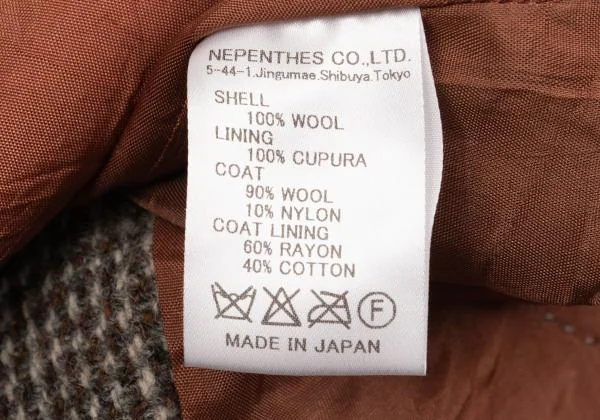 NEPENTHES CO.,LTD.
5-44-1.Jingumae.Shibuya.Tokyo
SHELL
100% WOOL
LINING
100% CUPURA
COAT
90% WOOL
10% NYLON
COAT LINING
60% RAYON
40% COTTON
F
MADE IN JAPAN